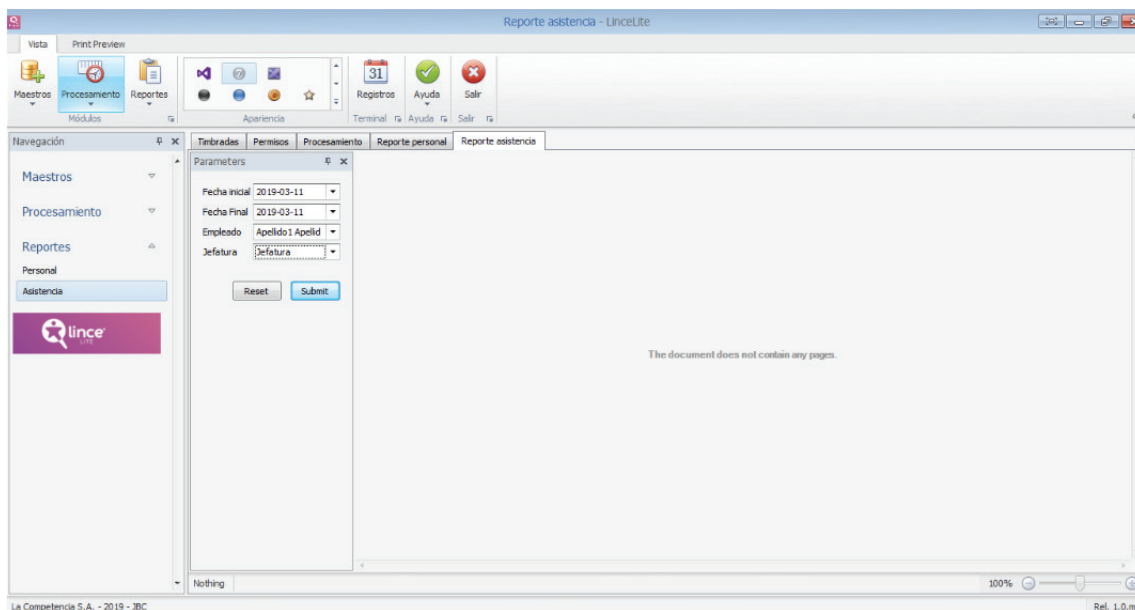 Reporte asistencia - LinceLite
Vista Print Preview
Maestros Procesamiento Reportes 31 Registros Ayuda Salir
Módulos Apariencia Terminal Ayuda Salir
Navegación
Timbradas Permisos Procesamiento Reporte personal Reporte asistencia
Maestros
Procesamiento
Reportes
Personal
Asistencia
lince
LITE
Parameters
Fecha inicial 2019-03-11
Fecha Final 2019-03-11
Empleado Apellido1 Apellid
Jefatura Jefatura
Reset Submit
The document does not contain any pages.
Nothing 100%
La Competencia S.A. - 2019 - JBC Rel. 1.0.m